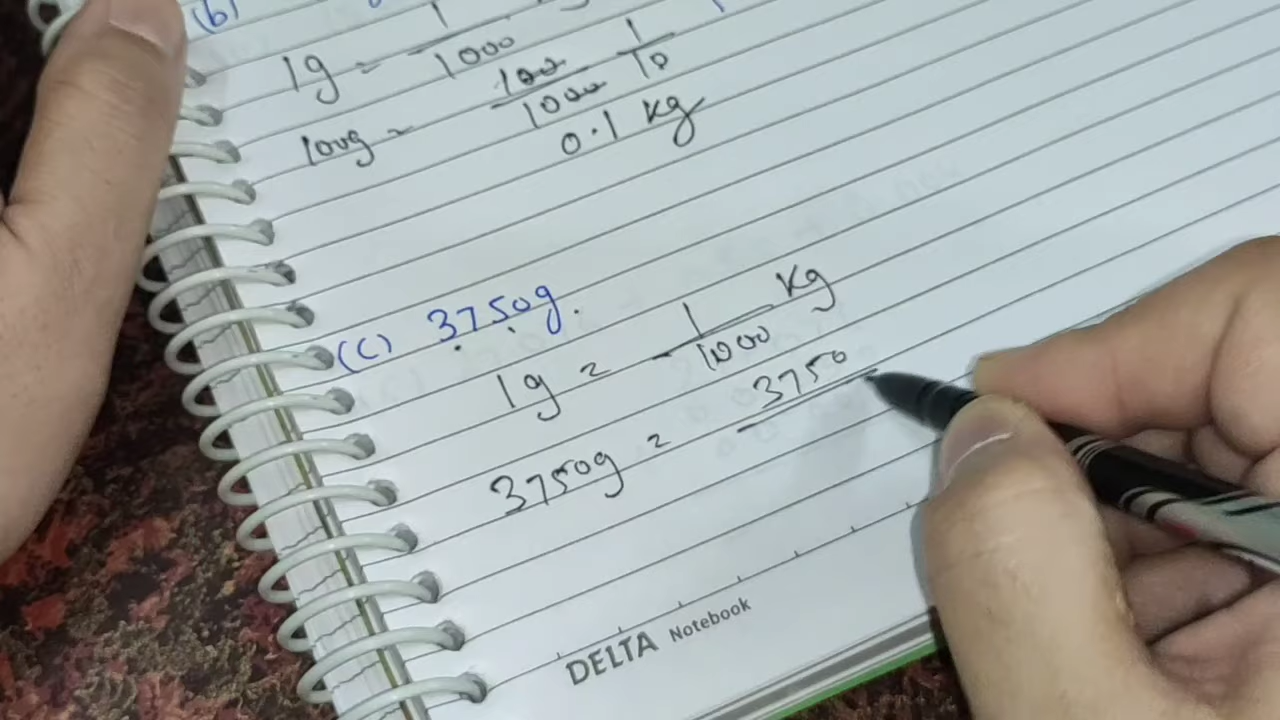 (b)
1g = 1/1000
100g = 100/1000 1/10
0.1 kg
(C) 3750g.
1g = 1/1000 Kg
3750g = 3750
DELTA Notebook